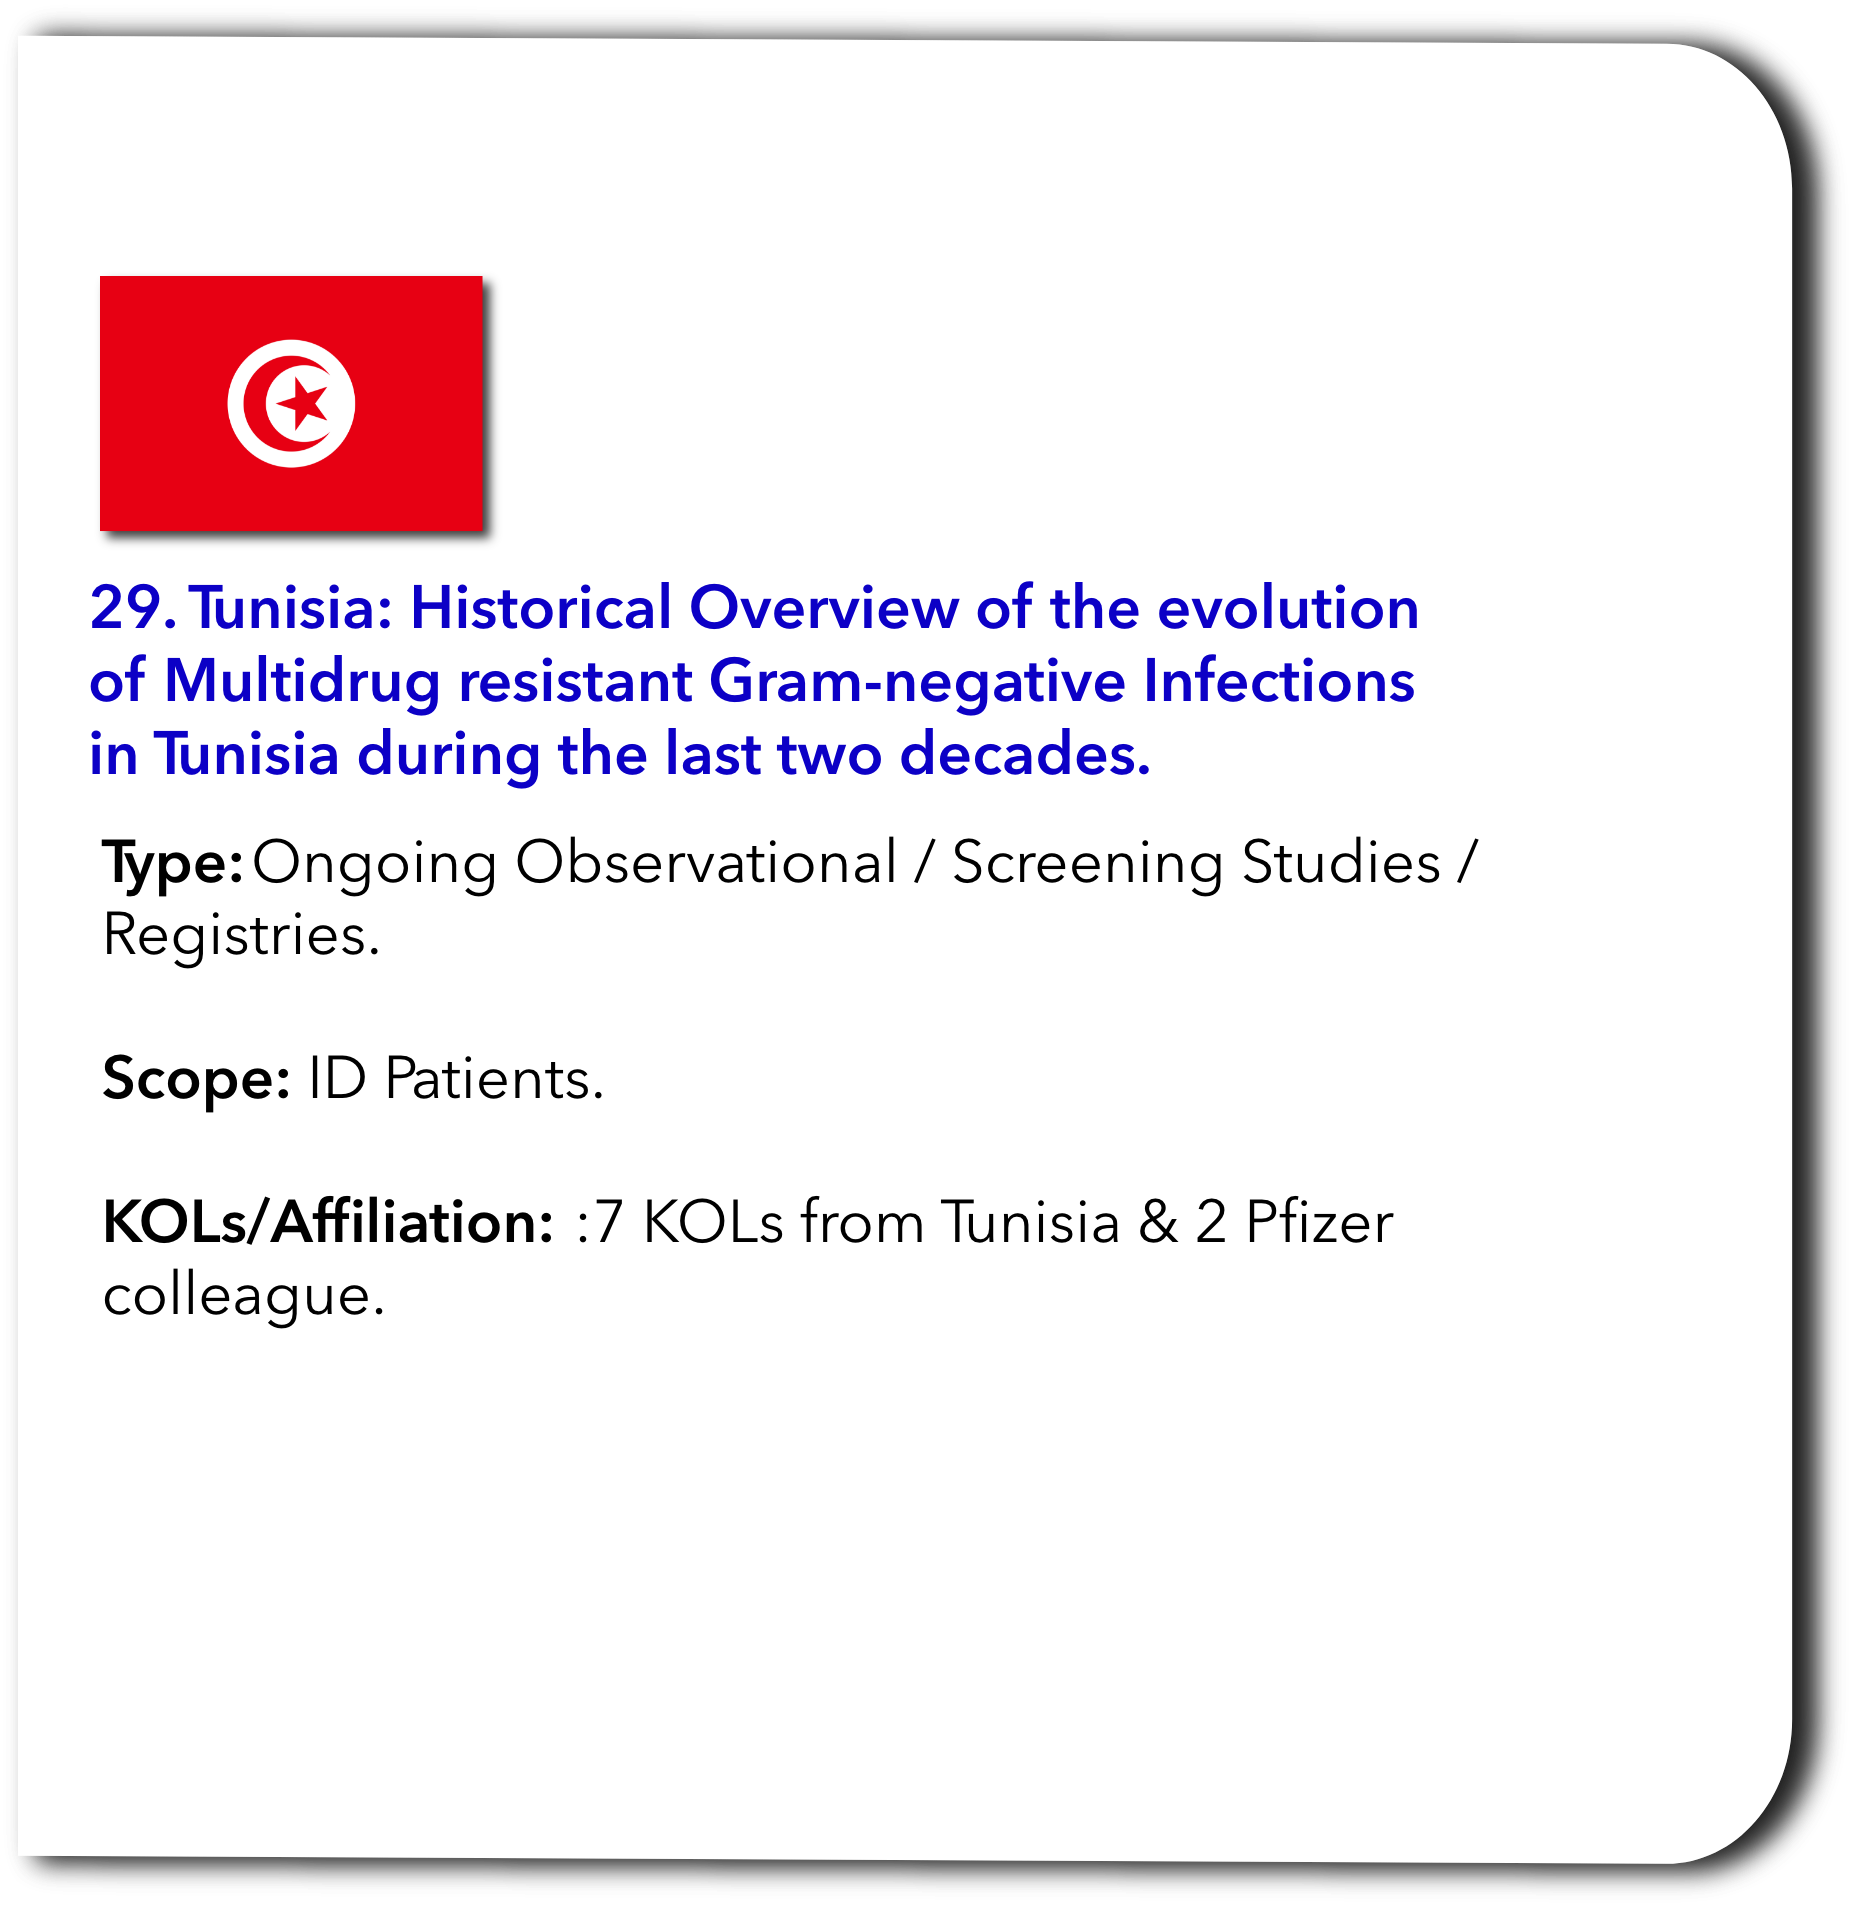 29. Tunisia: Historical Overview of the evolution
of Multidrug resistant Gram-negative Infections
in Tunisia during the last two decades.
Type: Ongoing Observational / Screening Studies /
Registries.
Scope: ID Patients.
KOLs/Affiliation: :7 KOLs from Tunisia & 2 Pfizer
colleague.